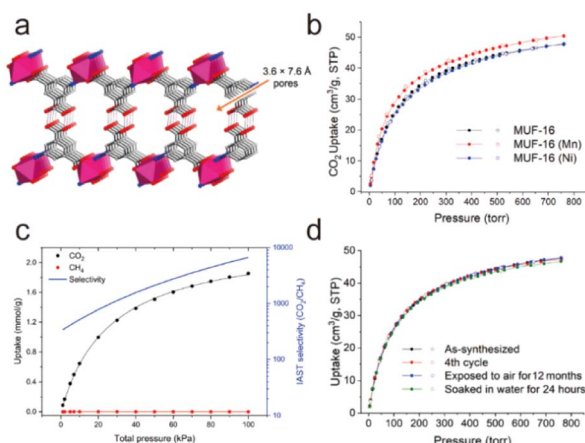 a
3.6 × 7.6 Å
pores
b
CO₂ Uptake (cm³/g, STP)
60
50
40
30
20
10
0
MUF-16
MUF-16 (Mn)
MUF-16 (Ni)
0 100 200 300 400 500 600 700 800
Pressure (torr)
c
Uptake (mmol/g)
2.0
1.6
1.2
0.8
0.4
0.0
CO₂
CH₄
Selectivity
10000
1000
100
10
IAST selectivity (CO₂/CH₄)
0 20 40 60 80 100
Total pressure (kPa)
d
CO₂ Uptake (cm³/g, STP)
60
50
40
30
20
10
0
As-synthesized
4th cycle
Exposed to air for 12 months
Soaked in water for 24 hours
0 100 200 300 400 500 600 700 800
Pressure (torr)